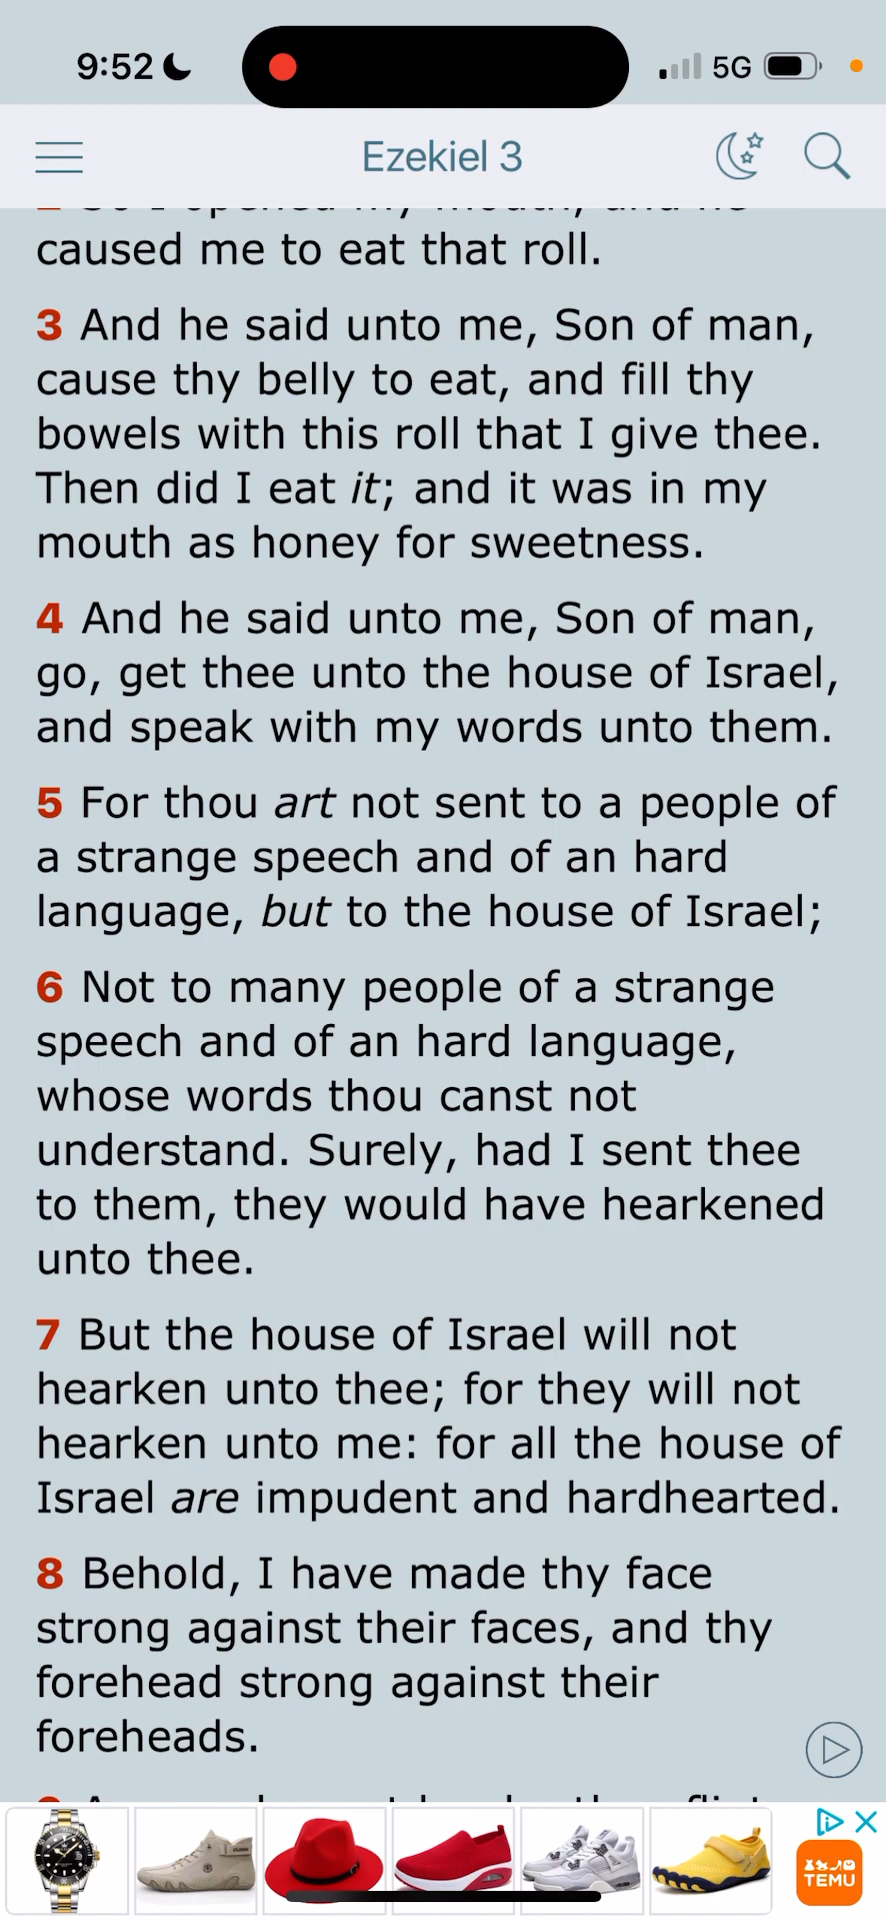 9:52
5G
Ezekiel 3
2 So I opened my mouth, and he
caused me to eat that roll.
3 And he said unto me, Son of man,
cause thy belly to eat, and fill thy
bowels with this roll that I give thee.
Then did I eat it; and it was in my
mouth as honey for sweetness.
4 And he said unto me, Son of man,
go, get thee unto the house of Israel,
and speak with my words unto them.
5 For thou art not sent to a people of
a strange speech and of an hard
language, but to the house of Israel;
6 Not to many people of a strange
speech and of an hard language,
whose words thou canst not
understand. Surely, had I sent thee
to them, they would have hearkened
unto thee.
7 But the house of Israel will not
hearken unto thee; for they will not
hearken unto me: for all the house of
Israel are impudent and hardhearted.
8 Behold, I have made thy face
strong against their faces, and thy
forehead strong against their
foreheads.
TEMU